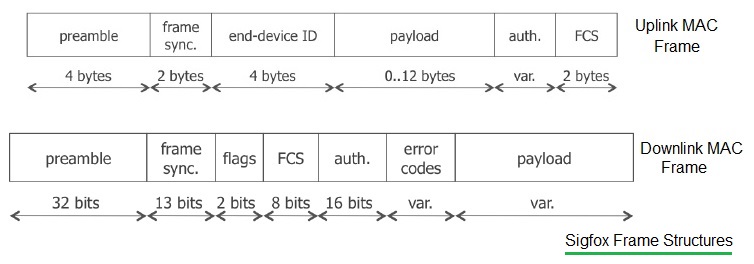 preamble
frame
sync.
end-device ID
payload
auth.
FCS
Uplink MAC
Frame
4 bytes
2 bytes
4 bytes
0..12 bytes
var.
2 bytes
preamble
frame
sync.
flags
FCS
auth.
error
codes
payload
Downlink MAC
Frame
32 bits
13 bits
2 bits
8 bits
16 bits
var.
var.
Sigfox Frame Structures